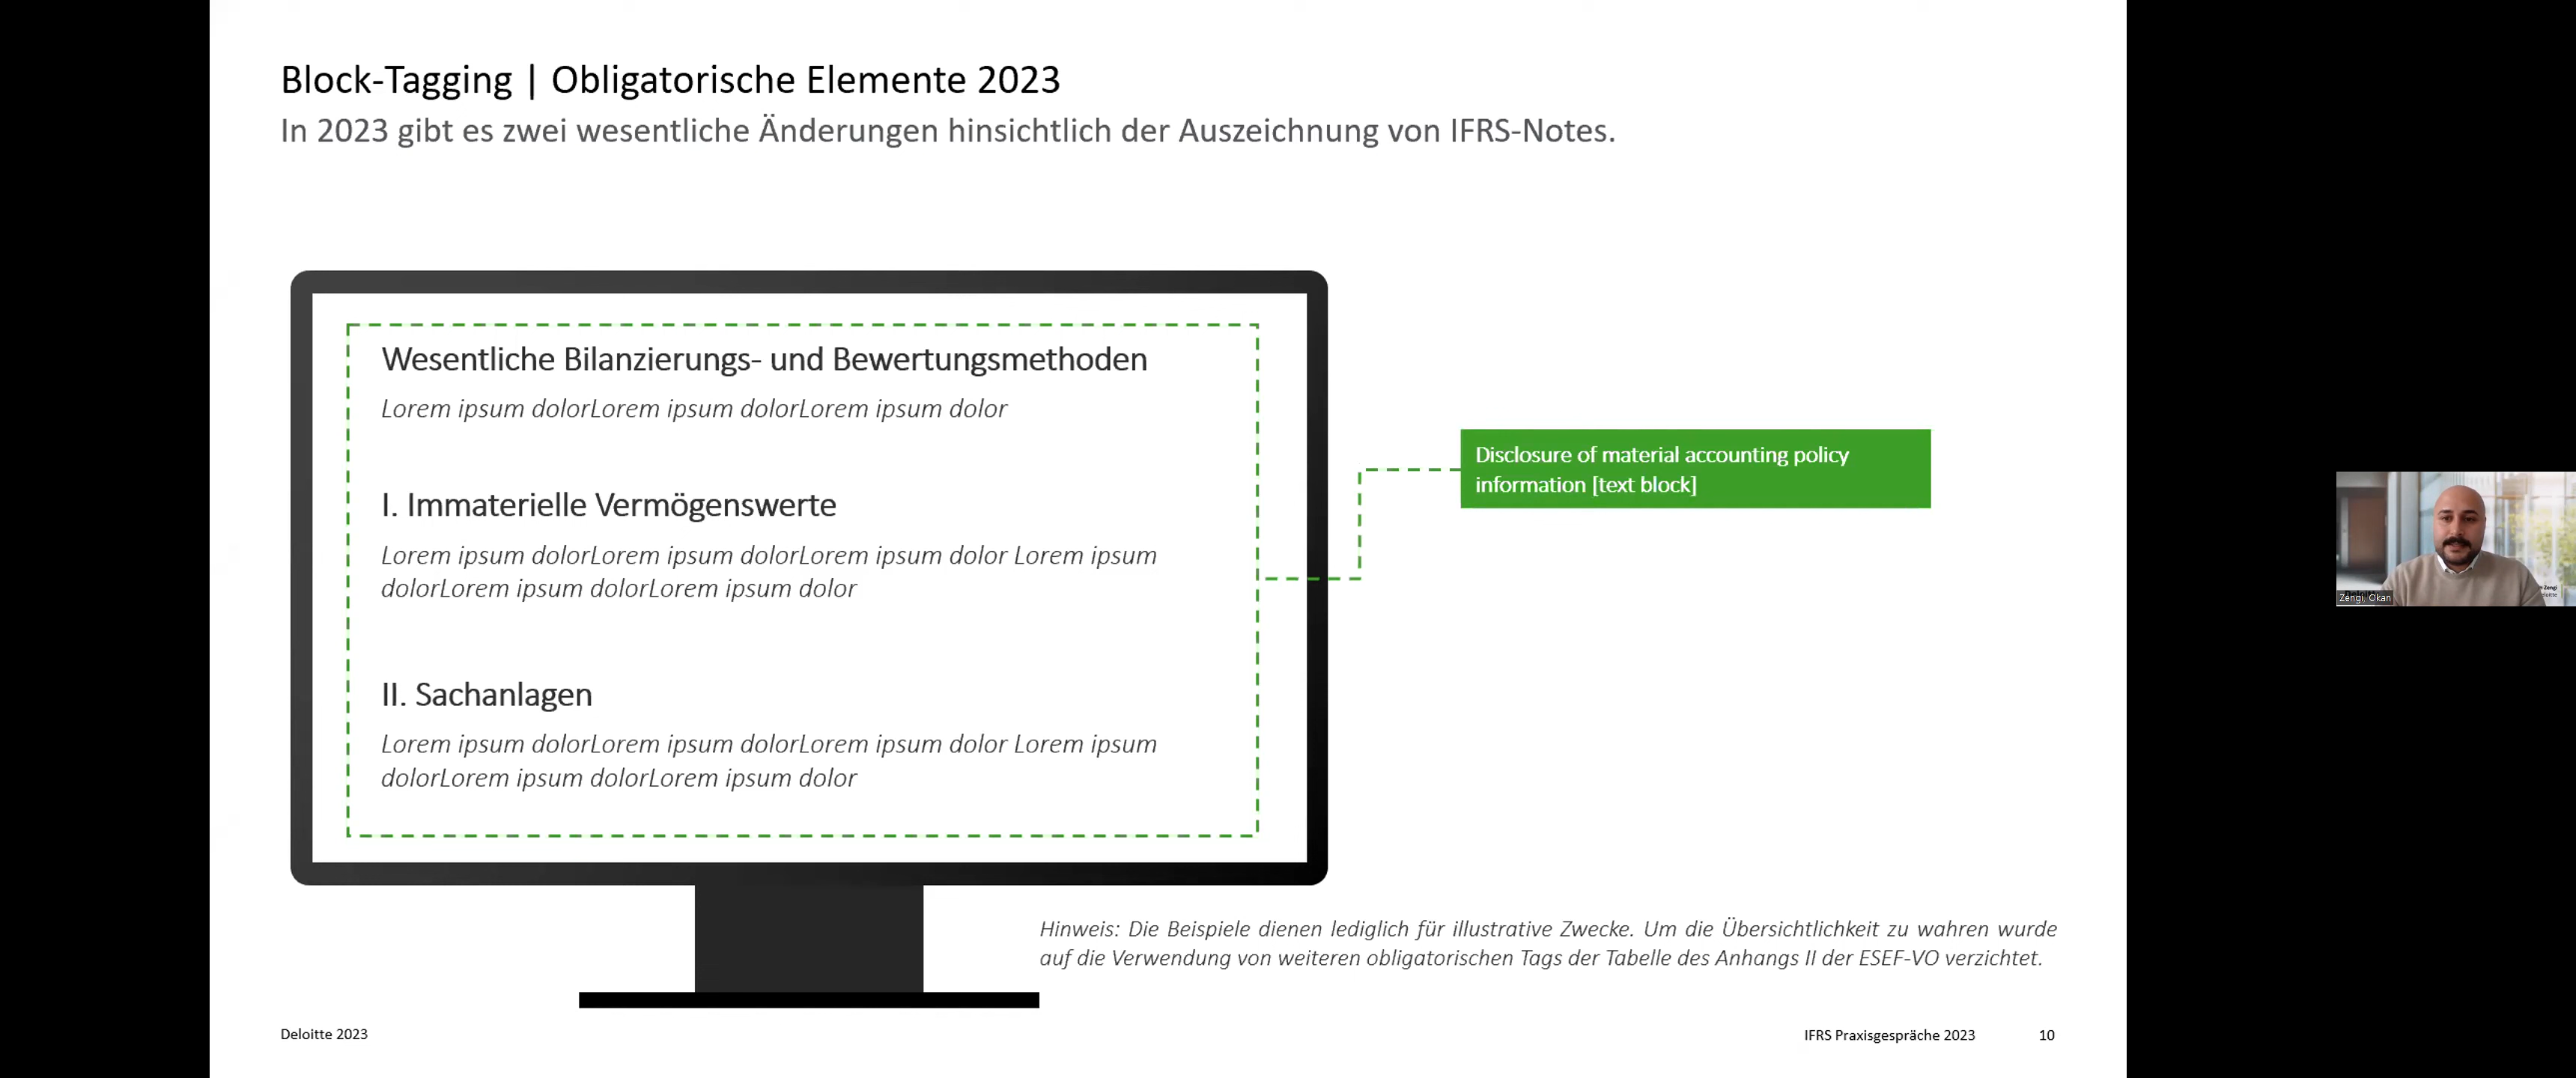 Block-Tagging | Obligatorische Elemente 2023
In 2023 gibt es zwei wesentliche Änderungen hinsichtlich der Auszeichnung von IFRS-Notes.
Wesentliche Bilanzierungs- und Bewertungsmethoden
Lorem ipsum dolorLorem ipsum dolorLorem ipsum dolor
I. Immaterielle Vermögenswerte
Lorem ipsum dolorLorem ipsum dolorLorem ipsum dolor Lorem ipsum
dolorLorem ipsum dolorLorem ipsum dolor
II. Sachanlagen
Lorem ipsum dolorLorem ipsum dolorLorem ipsum dolor Lorem ipsum
dolorLorem ipsum dolorLorem ipsum dolor
Disclosure of material accounting policy
information [text block]
Hinweis: Die Beispiele dienen lediglich für illustrative Zwecke. Um die Übersichtlichkeit zu wahren wurde
auf die Verwendung von weiteren obligatorischen Tags der Tabelle des Anhangs II der ESEF-VO verzichtet.
Deloitte 2023
IFRS Praxisgespräche 2023
10
Zengi, Okan